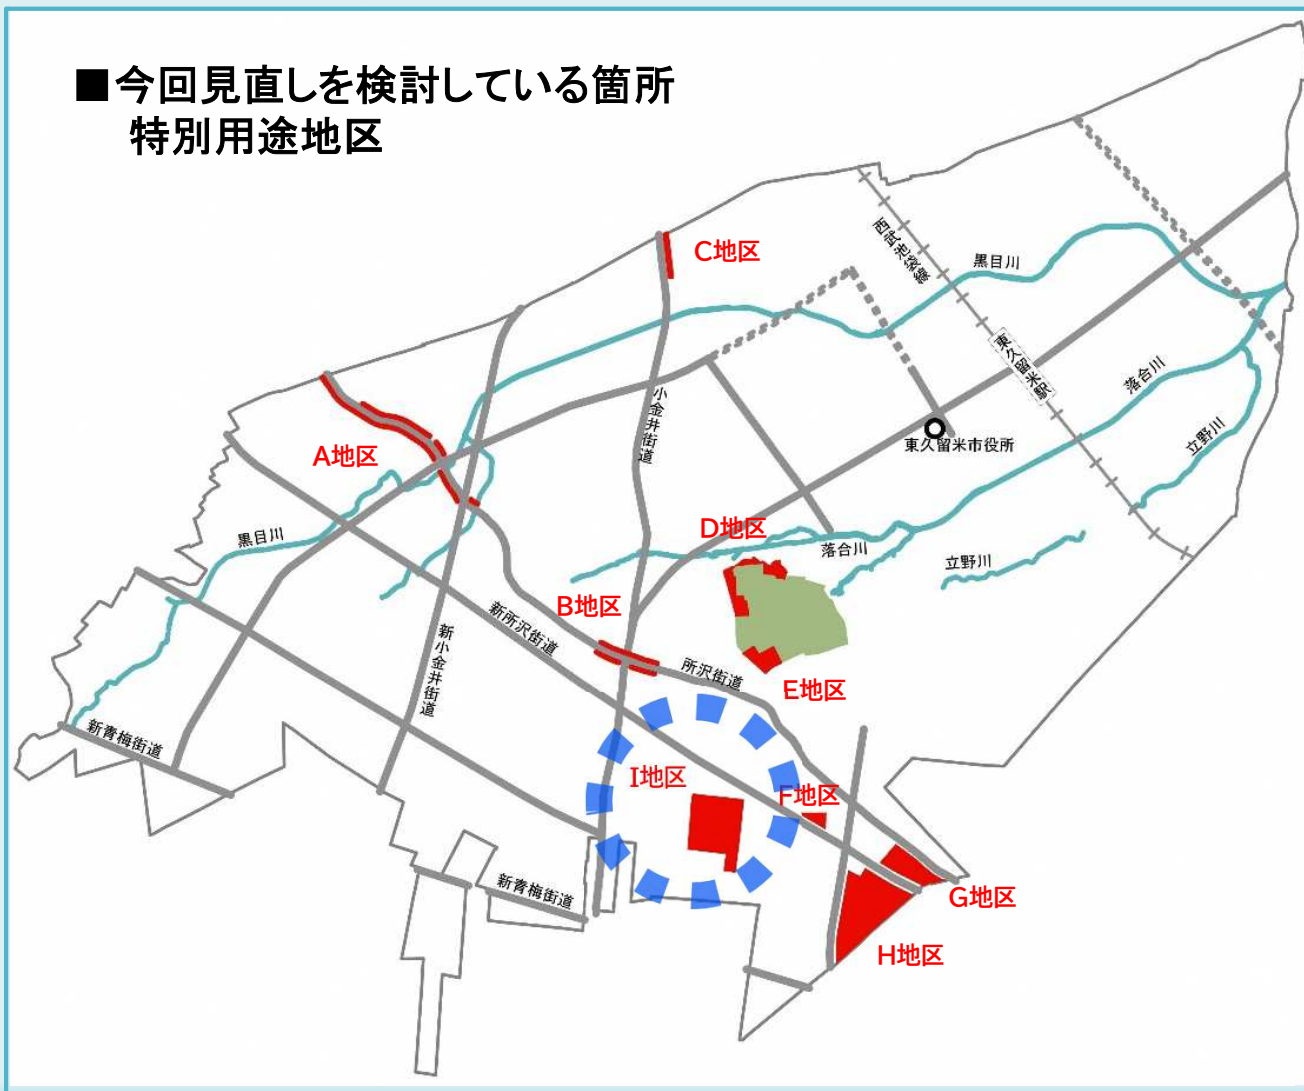 ■今回見直しを検討している箇所
特別用途地区
C地区
西武池袋線
黒目川
東久留米駅
落合川
小金井街道
東久留米市役所
立野川
A地区
黒目川
D地区
落合川
立野川
B地区
新所沢街道
新小金井街道
所沢街道
E地区
新青梅街道
I地区
F地区
新青梅街道
G地区
H地区